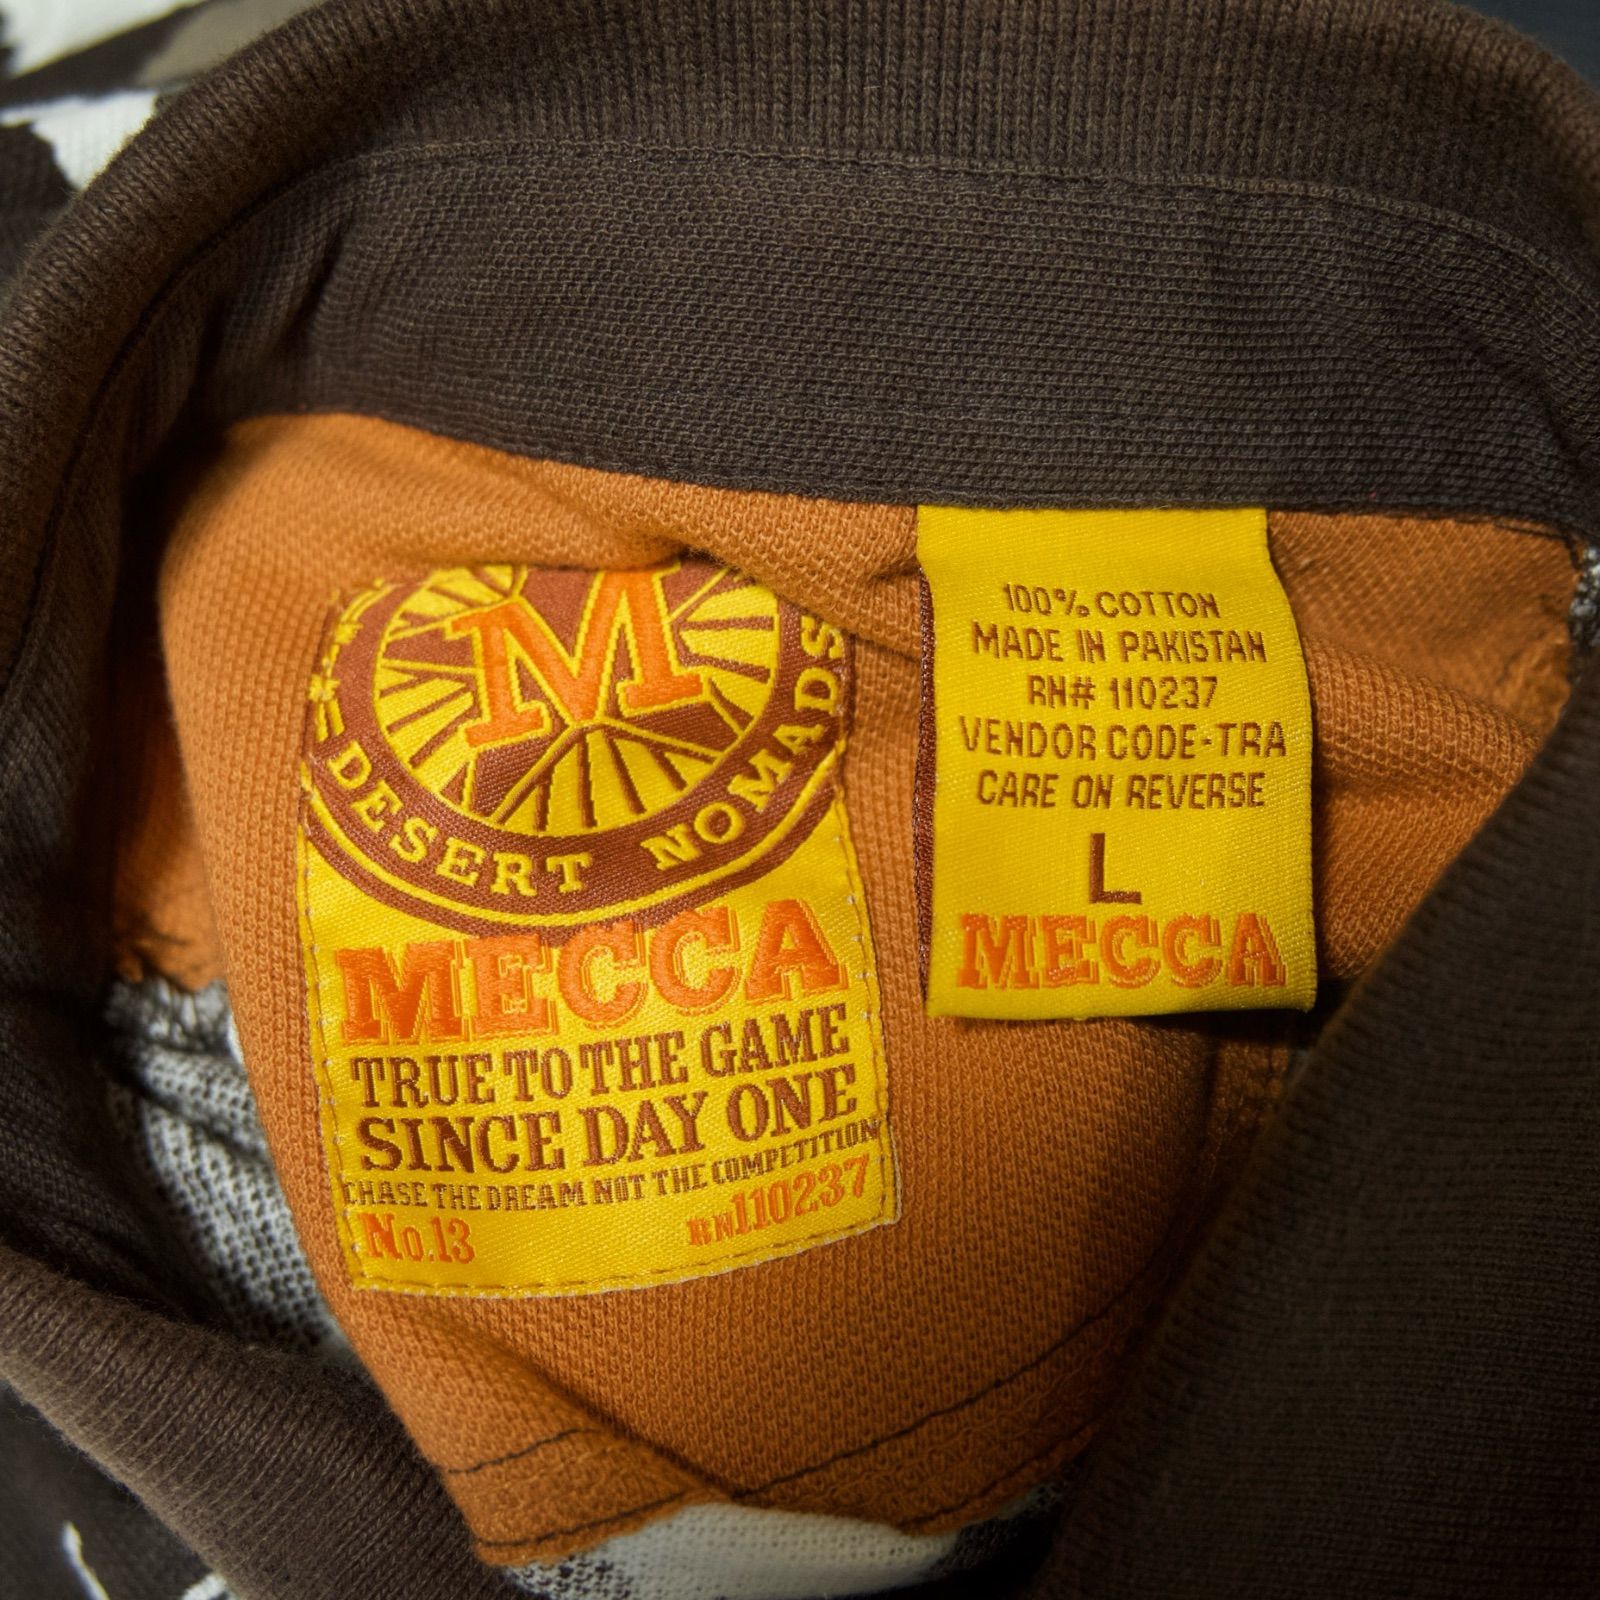 M
DESERT NOMADS
MECCA
TRUE TO THE GAME
SINCE DAY ONE
CHASE THE DREAM NOT THE COMPETITION
No.13 RN110237
100% COTTON
MADE IN PAKISTAN
RN# 110237
VENDOR CODE-TRA
CARE ON REVERSE
L
MECCA